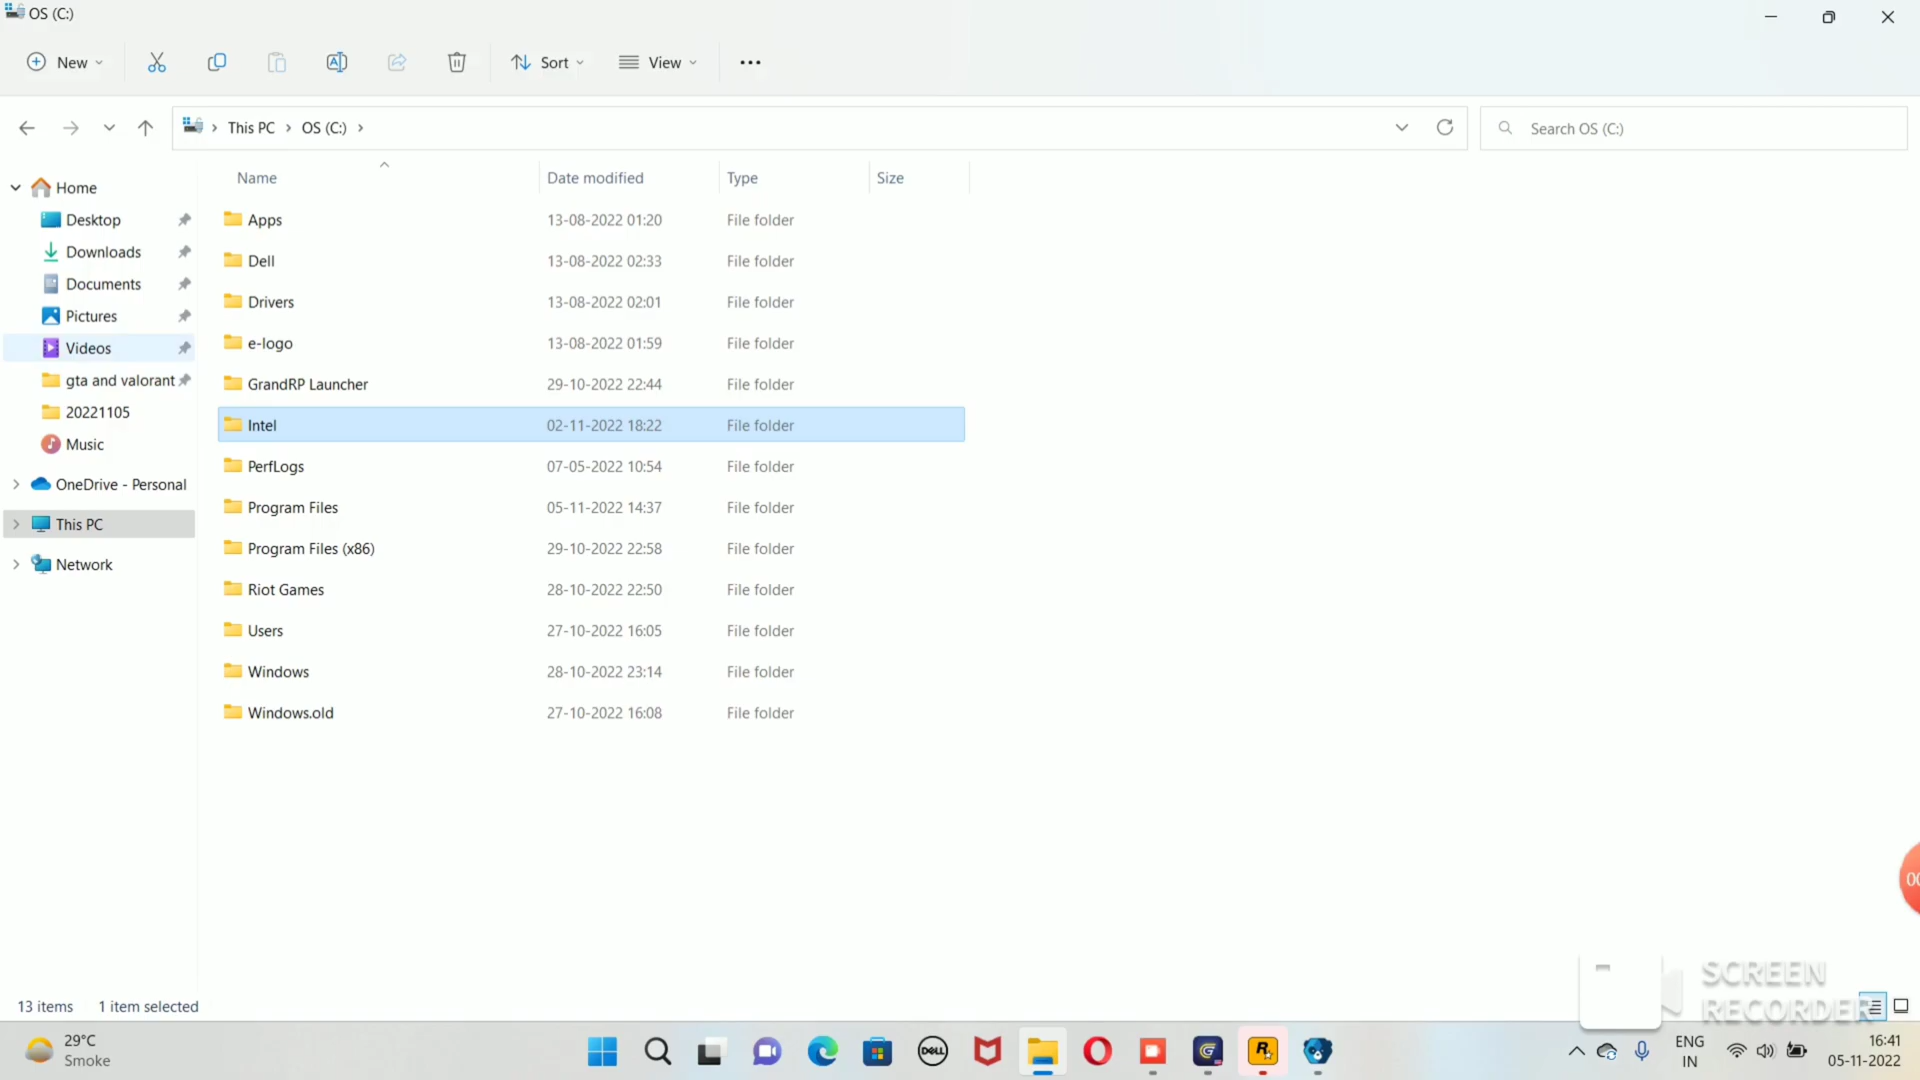 OS (C:)
New
Sort
View
This PC
OS (C:)
Search OS (C:)
Name
Date modified
Type
Size
Home
Desktop
Downloads
Documents
Pictures
Videos
gta and valorant
20221105
Music
OneDrive - Personal
This PC
Network
Apps 13-08-2022 01:20 File folder
Dell 13-08-2022 02:33 File folder
Drivers 13-08-2022 02:01 File folder
e-logo 13-08-2022 01:59 File folder
GrandRP Launcher 29-10-2022 22:44 File folder
Intel 02-11-2022 18:22 File folder
PerfLogs 07-05-2022 10:54 File folder
Program Files 05-11-2022 14:37 File folder
Program Files (x86) 29-10-2022 22:58 File folder
Riot Games 28-10-2022 22:50 File folder
Users 27-10-2022 16:05 File folder
Windows 28-10-2022 23:14 File folder
Windows.old 27-10-2022 16:08 File folder
00
SCREEN
RECORDER
13 items 1 item selected
29°C
Smoke
DELL
ENG
IN
16:41
05-11-2022